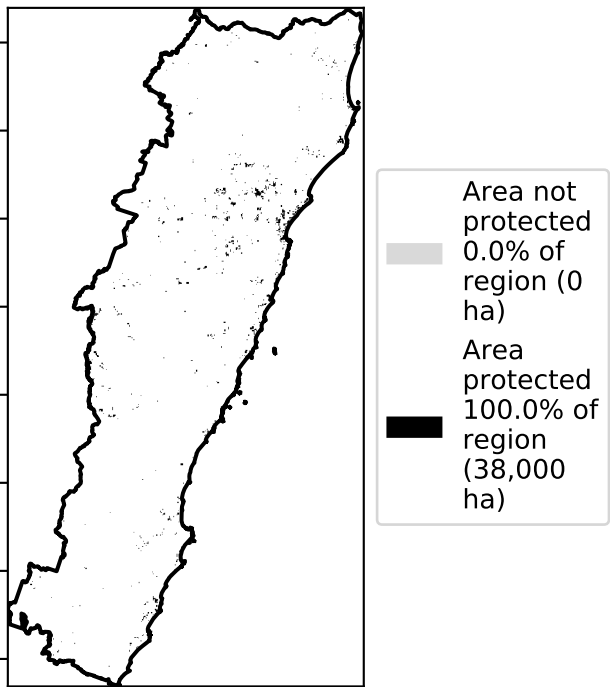 Area not
protected
0.0% of
region (0
ha)
Area
protected
100.0% of
region
(38,000
ha)